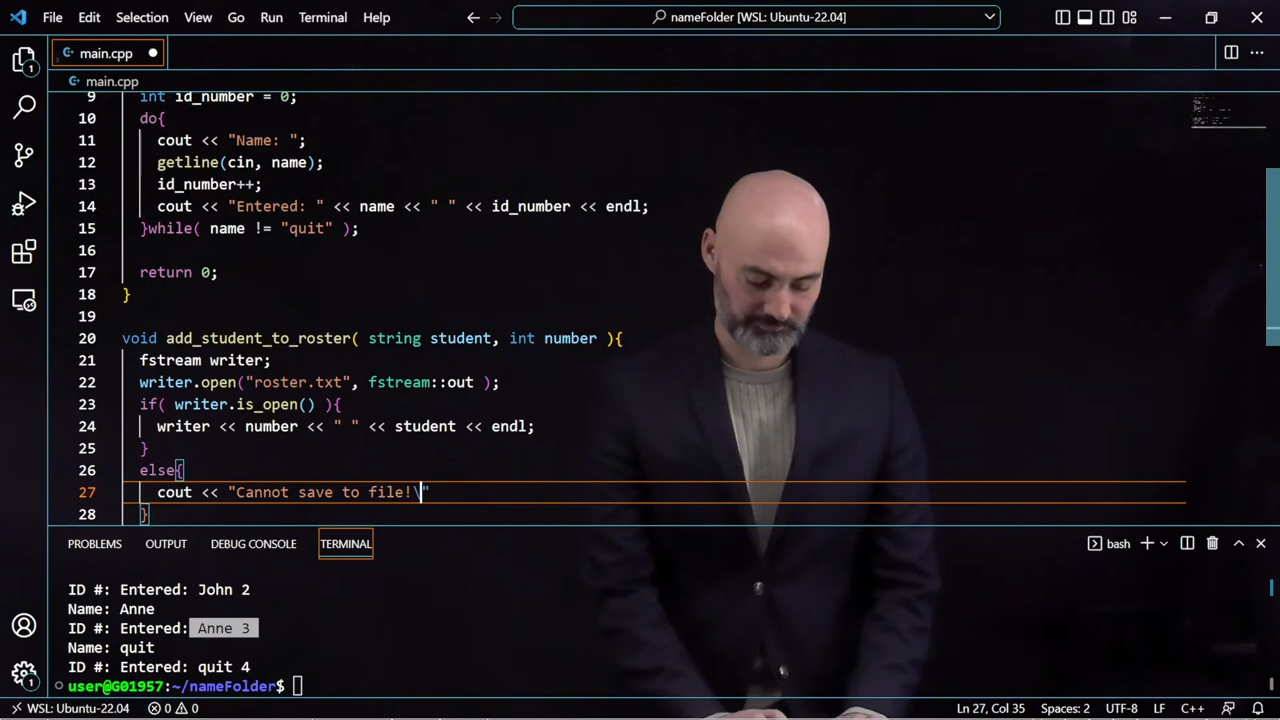 File Edit Selection View Go Run Terminal Help
nameFolder [WSL: Ubuntu-22.04]
main.cpp
main.cpp
9 int id_number = 0;
10 do{
11 cout << "Name: ";
12 getline(cin, name);
13 id_number++;
14 cout << "Entered: " << name << " " << id_number << endl;
15 }while( name != "quit" );
16
17 return 0;
18 }
19
20 void add_student_to_roster( string student, int number ){
21 fstream writer;
22 writer.open("roster.txt", fstream::out );
23 if( writer.is_open() ){
24 writer << number << " " << student << endl;
25 }
26 else{
27 cout << "Cannot save to file!\"
28 }
PROBLEMS OUTPUT DEBUG CONSOLE TERMINAL
bash
ID #: Entered: John 2
Name: Anne
ID #: Entered: Anne 3
Name: quit
ID #: Entered: quit 4
user@G01957:~/nameFolder$
WSL: Ubuntu-22.04 0 0 Ln 27, Col 35 Spaces: 2 UTF-8 LF C++
1
1